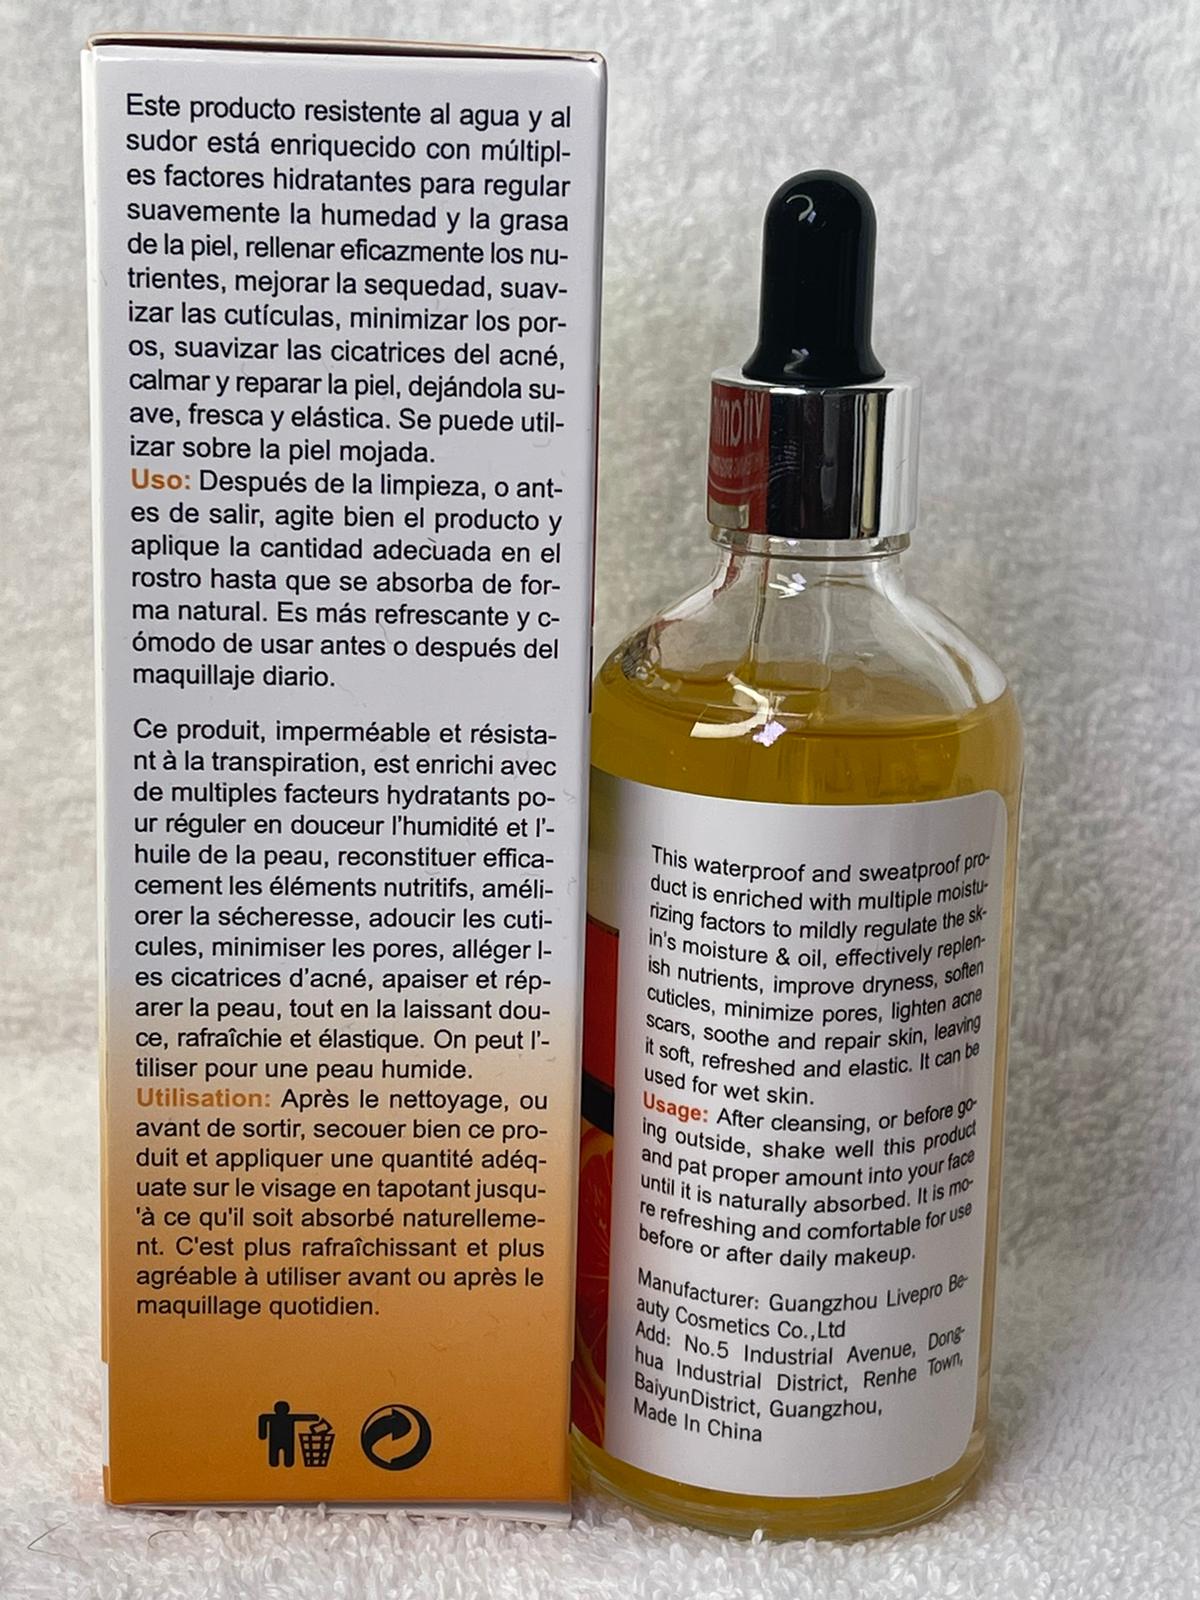 Este producto resistente al agua y al
sudor está enriquecido con múltipl-
es factores hidratantes para regular
suavemente la humedad y la grasa
de la piel, rellenar eficazmente los nu-
trientes, mejorar la sequedad, suav-
izar las cutículas, minimizar los por-
os, suavizar las cicatrices del acné,
calmar y reparar la piel, dejándola su-
ave, fresca y elástica. Se puede util-
izar sobre la piel mojada.
Uso: Después de la limpieza, o ant-
es de salir, agite bien el producto y
aplique la cantidad adecuada en el
rostro hasta que se absorba de for-
ma natural. Es más refrescante y c-
ómodo de usar antes o después del
maquillaje diario.
Ce produit, imperméable et résista-
nt à la transpiration, est enrichi avec
de multiples facteurs hydratants po-
ur réguler en douceur l'humidité et l'-
huile de la peau, reconstituer effica-
cement les éléments nutritifs, améli-
orer la sécheresse, adoucir les cuti-
cules, minimiser les pores, alléger l-
es cicatrices d'acné, apaiser et rép-
arer la peau, tout en la laissant dou-
ce, rafraîchie et élastique. On peut l'-
tiliser pour une peau humide.
Utilisation: Après le nettoyage, ou
avant de sortir, secouer bien ce pro-
duit et appliquer une quantité adéq-
uate sur le visage en tapotant jusqu-
'à ce qu'il soit absorbé naturelleme-
nt. C'est plus rafraîchissant et plus
agréable à utiliser avant ou après le
maquillage quotidien.
This waterproof and sweatproof pro-
duct is enriched with multiple moistu-
rizing factors to mildly regulate the sk-
in's moisture & oil, effectively replen-
ish nutrients, improve dryness, soften
cuticles, minimize pores, lighten acne
scars, soothe and repair skin, leaving
it soft, refreshed and elastic. It can be
used for wet skin.
Usage: After cleansing, or before go-
ing outside, shake well this product
and pat proper amount into your face
until it is naturally absorbed. It is mo-
re refreshing and comfortable for use
before or after daily makeup.
Manufacturer: Guangzhou Livepro Be-
auty Cosmetics Co.,Ltd
Add: No.5 Industrial Avenue, Dong-
hua Industrial District, Renhe Town,
BaiyunDistrict, Guangzhou,
Made In China